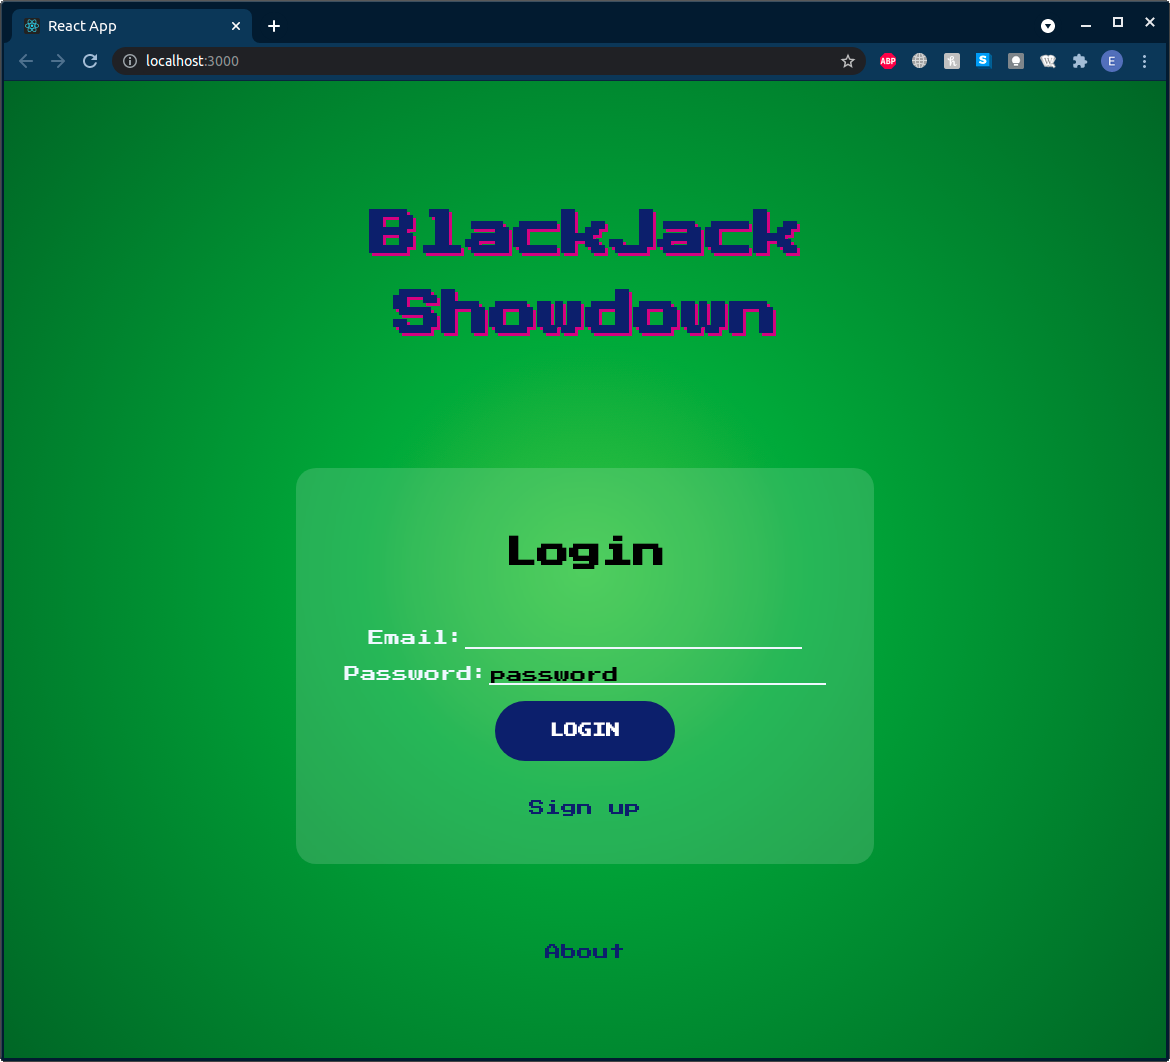 React App
localhost:3000
ABP
S
E
BlackJack
Showdown
Login
Email:
Password: password
LOGIN
Sign up
About